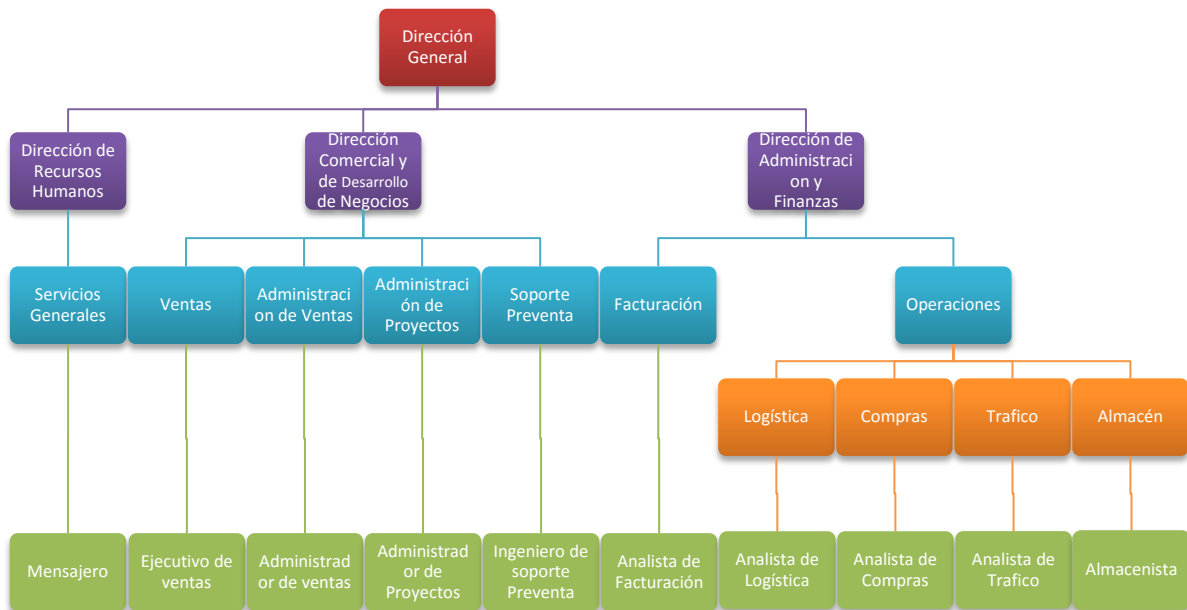 Dirección
General
Dirección de
Recursos
Humanos
Dirección
Comercial y
de Desarrollo
de Negocios
Dirección de
Administraci
on y
Finanzas
Servicios
Generales
Ventas
Administraci
on de Ventas
Administraci
ón de
Proyectos
Soporte
Preventa
Facturación
Operaciones
Logística
Compras
Trafico
Almacén
Mensajero
Ejecutivo de
ventas
Administrad
or de ventas
Administrad
or de
Proyectos
Ingeniero de
soporte
Preventa
Analista de
Facturación
Analista de
Logística
Analista de
Compras
Analista de
Trafico
Almacenista